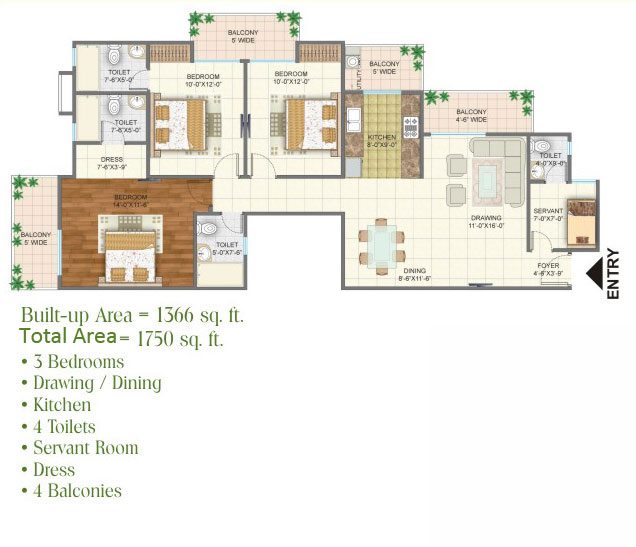 BALCONY
5' WIDE
TOILET
7'-6"X5'-0"
BEDROOM
10'-0"X12'-0"
BEDROOM
10'-0"X12'-0"
UTILITY
BALCONY
5' WIDE
BALCONY
4'-6" WIDE
TOILET
7'-6"X5'-0"
KITCHEN
8'-0"X9'-0"
TOILET
4'-0"X9'-0"
DRESS
7'-6"X3'-9"
BEDROOM
14'-0"X11'-6"
BALCONY
5' WIDE
TOILET
5'-0"X7'-6"
DRAWING
11'-0"X16'-0"
SERVANT
7'-0"X7'-0"
DINING
8'-6"X11'-6"
FOYER
4'-6"X3'-9"
ENTRY
Built-up Area = 1366 sq. ft.
Total Area= 1750 sq. ft.
• 3 Bedrooms
• Drawing / Dining
• Kitchen
• 4 Toilets
• Servant Room
• Dress
• 4 Balconies